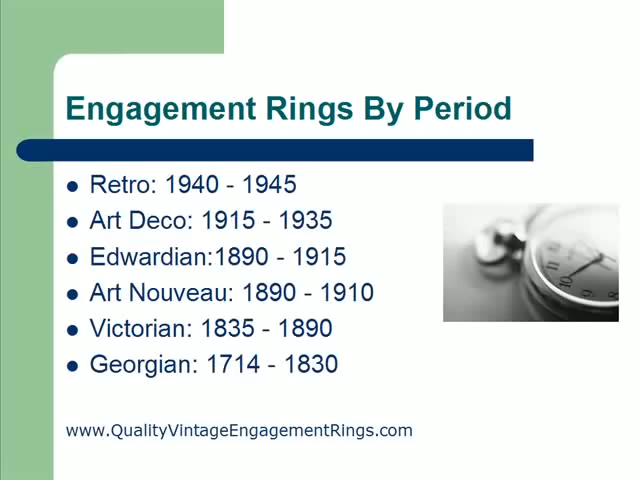 Engagement Rings By Period
Retro: 1940 - 1945
Art Deco: 1915 - 1935
Edwardian:1890 - 1915
Art Nouveau: 1890 - 1910
Victorian: 1835 - 1890
Georgian: 1714 - 1830
www.QualityVintageEngagementRings.com